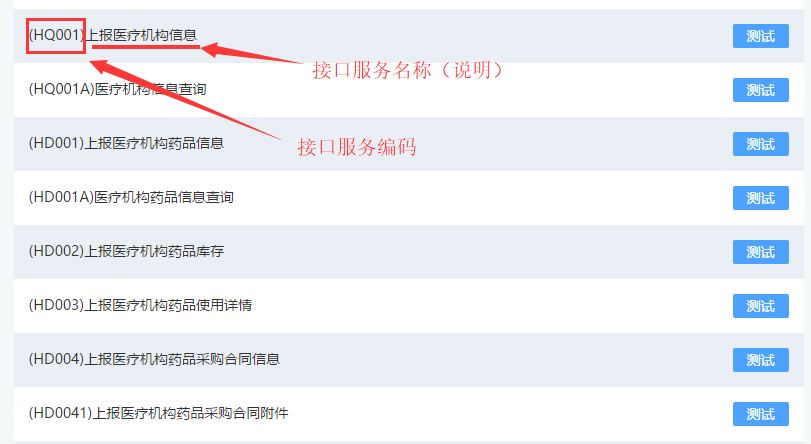 (HQ001)上报医疗机构信息
测试
接口服务名称（说明）
(HQ001A)医疗机构信息查询
测试
(HD001)上报医疗机构药品信息
测试
接口服务编码
(HD001A)医疗机构药品信息查询
测试
(HD002)上报医疗机构药品库存
测试
(HD003)上报医疗机构药品使用详情
测试
(HD004)上报医疗机构药品采购合同信息
测试
(HD0041)上报医疗机构药品采购合同附件
测试